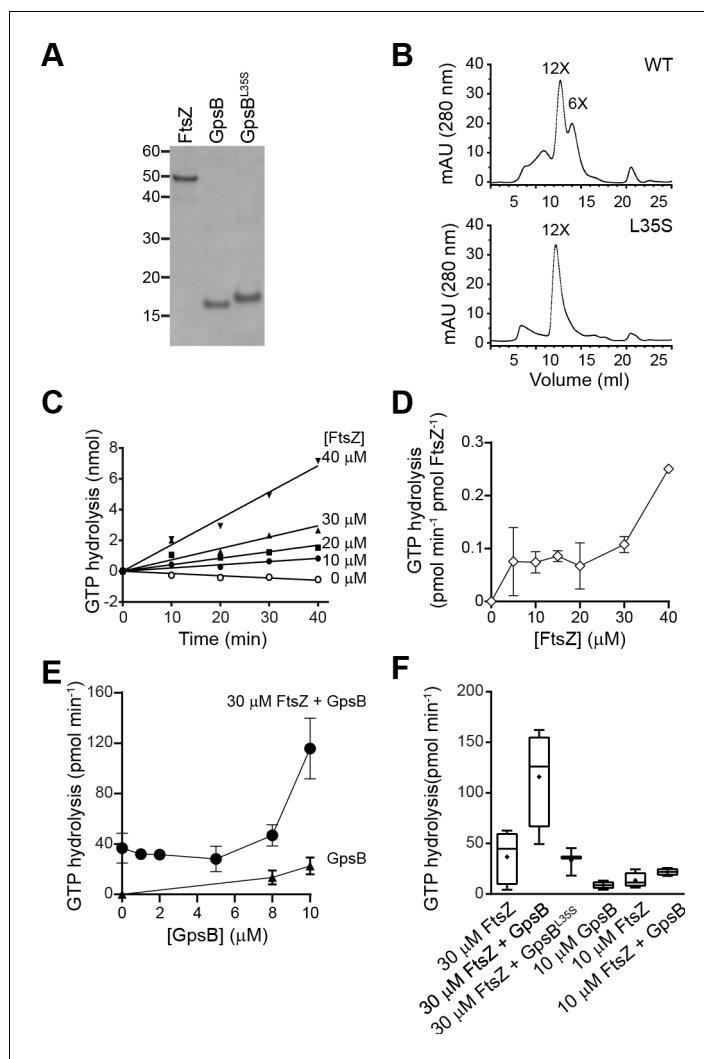 A
FtsZ
GpsB
GpsB^L35S
60
50
40
30
20
15
B
WT
12X
6X
mAU (280 nm)
40
30
20
10
0
5 10 15 20 25
L35S
12X
mAU (280 nm)
40
30
20
10
0
5 10 15 20 25
Volume (ml)
C
GTP hydrolysis (nmol)
8
6
4
2
0
-2
[FtsZ]
40 μM
30 μM
20 μM
10 μM
0 μM
0 10 20 30 40
Time (min)
D
GTP hydrolysis
(pmol min⁻¹ pmol FtsZ⁻¹)
0.3
0.2
0.1
0
0 10 20 30 40
[FtsZ] (μM)
E
GTP hydrolysis (pmol min⁻¹)
160
120
80
40
0
30 μM FtsZ + GpsB
GpsB
0 2 4 6 8 10
[GpsB] (μM)
F
GTP hydrolysis(pmol min⁻¹)
200
150
100
50
0
30 μM FtsZ
30 μM FtsZ + GpsB
30 μM FtsZ + GpsB^L35S
10 μM GpsB
10 μM FtsZ
10 μM FtsZ + GpsB